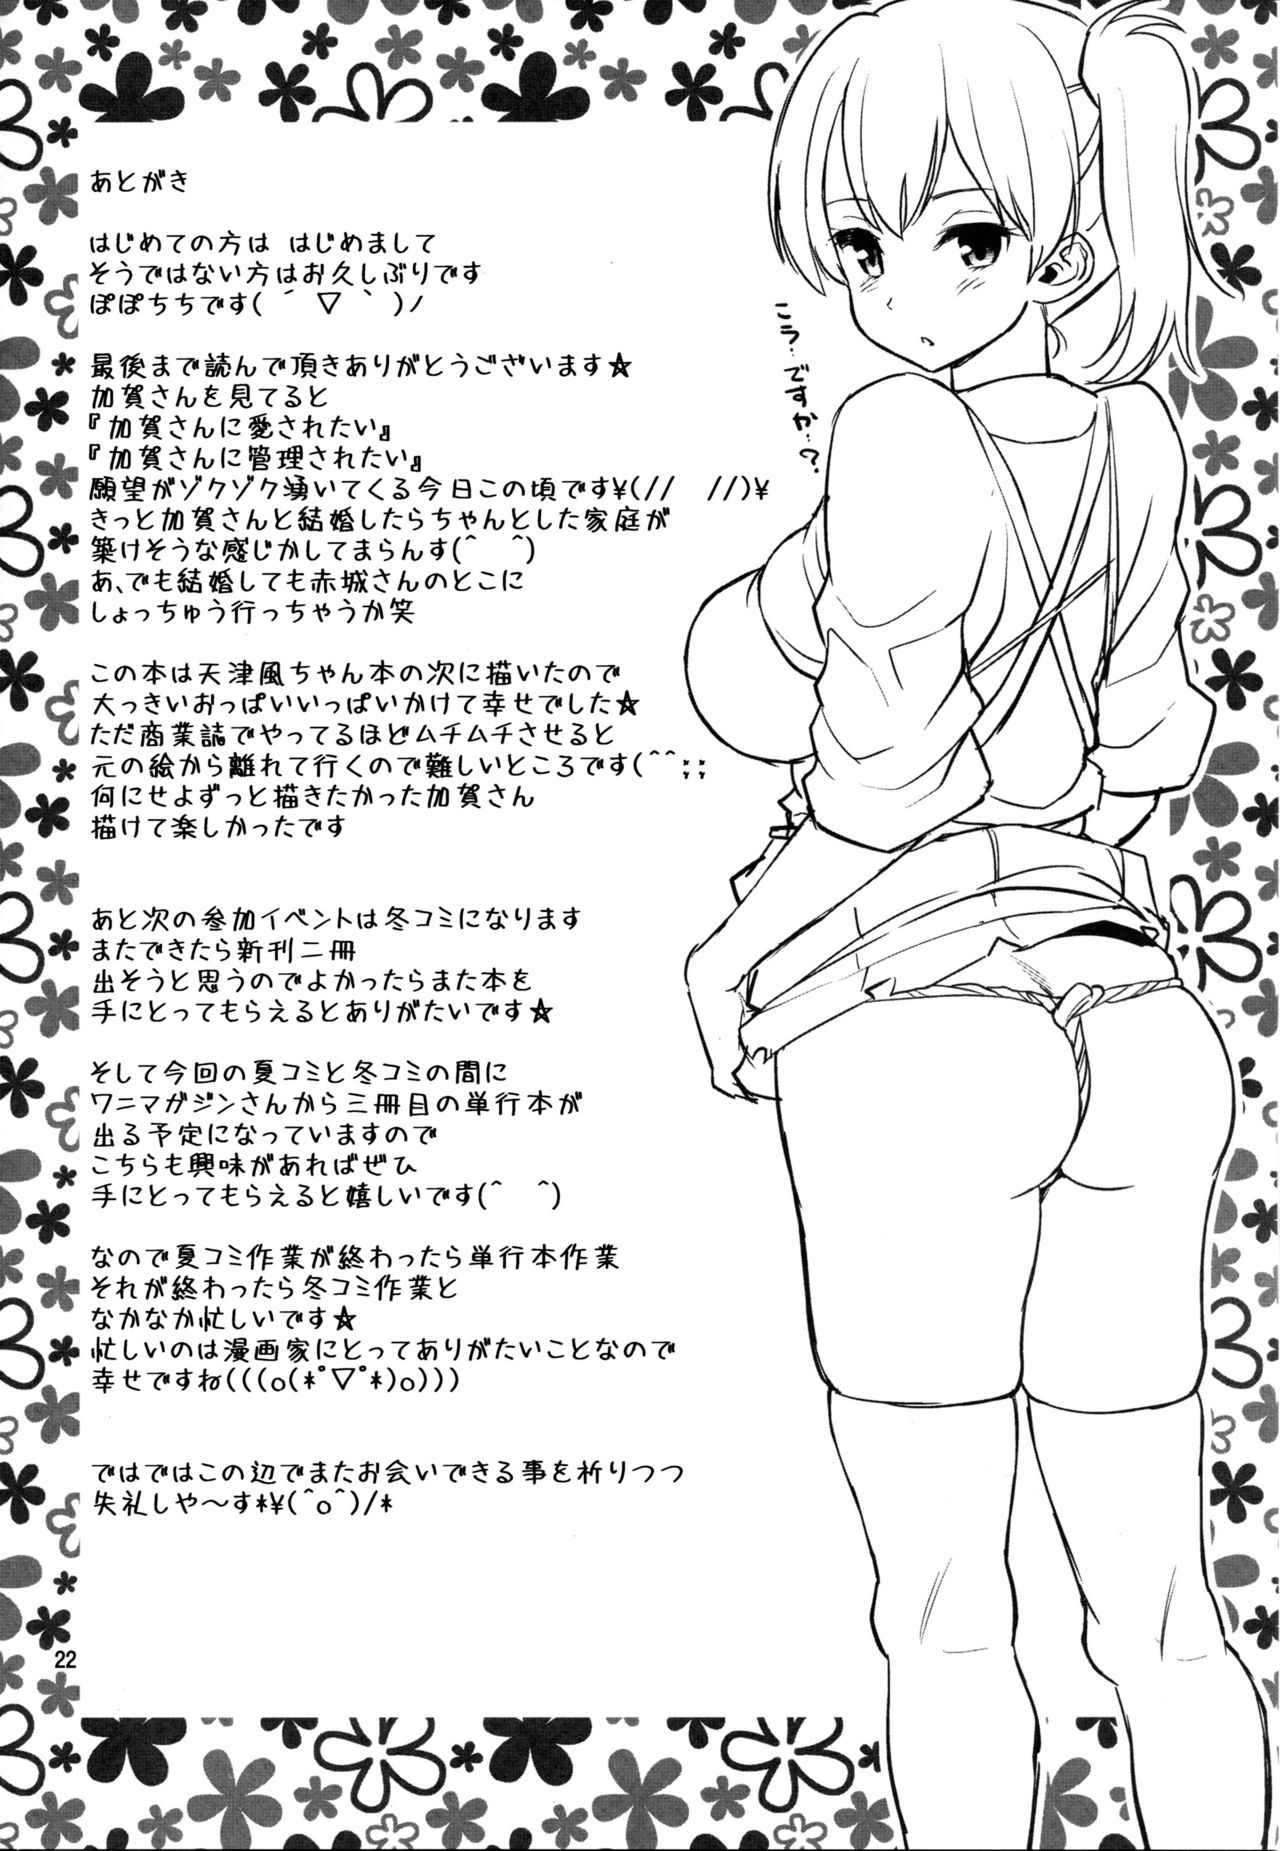 あとがき
はじめての方は はじめまして
そうではない方はお久しぶりです
ぽぽちちです( ´ ▽ ` )ノ
最後まで読んで頂きありがとうございます☆
加賀さんを見てると
『加賀さんに愛されたい』
『加賀さんに管理されたい』
願望がゾクゾク湧いてくる今日この頃です¥(// //)¥
きっと加賀さんと結婚したらちゃんとした家庭が
築けそうな感じかしてまらんす(^ ^)
あ、でも結婚しても赤城さんのとこに
しょっちゅう行っちゃうか笑
この本は天津風ちゃん本の次に描いたので
大っきいおっぱいいっぱいかけて幸せでした☆
ただ商業誌でやってるほどムチムチさせると
元の絵から離れて行くので難しいところです(^^;;
何にせよずっと描きたかった加賀さん
描けて楽しかったです
あと次の参加イベントは冬コミになります
またできたら新刊二冊
出そうと思うのでよかったらまた本を
手にとってもらえるとありがたいです☆
そして今回の夏コミと冬コミの間に
ワニマガジンさんから三冊目の単行本が
出る予定になっていますので
こちらも興味があればぜひ
手にとってもらえると嬉しいです(^ ^)
なので夏コミ作業が終わったら単行本作業
それが終わったら冬コミ作業と
なかなか忙しいです☆
忙しいのは漫画家にとってありがたいことなので
幸せですね(((o(*ﾟ▽ﾟ*)o)))
ではではこの辺でまたお会いできる事を祈りつつ
失礼しや〜す*¥(^o^)/*
こう…ですか…?
22